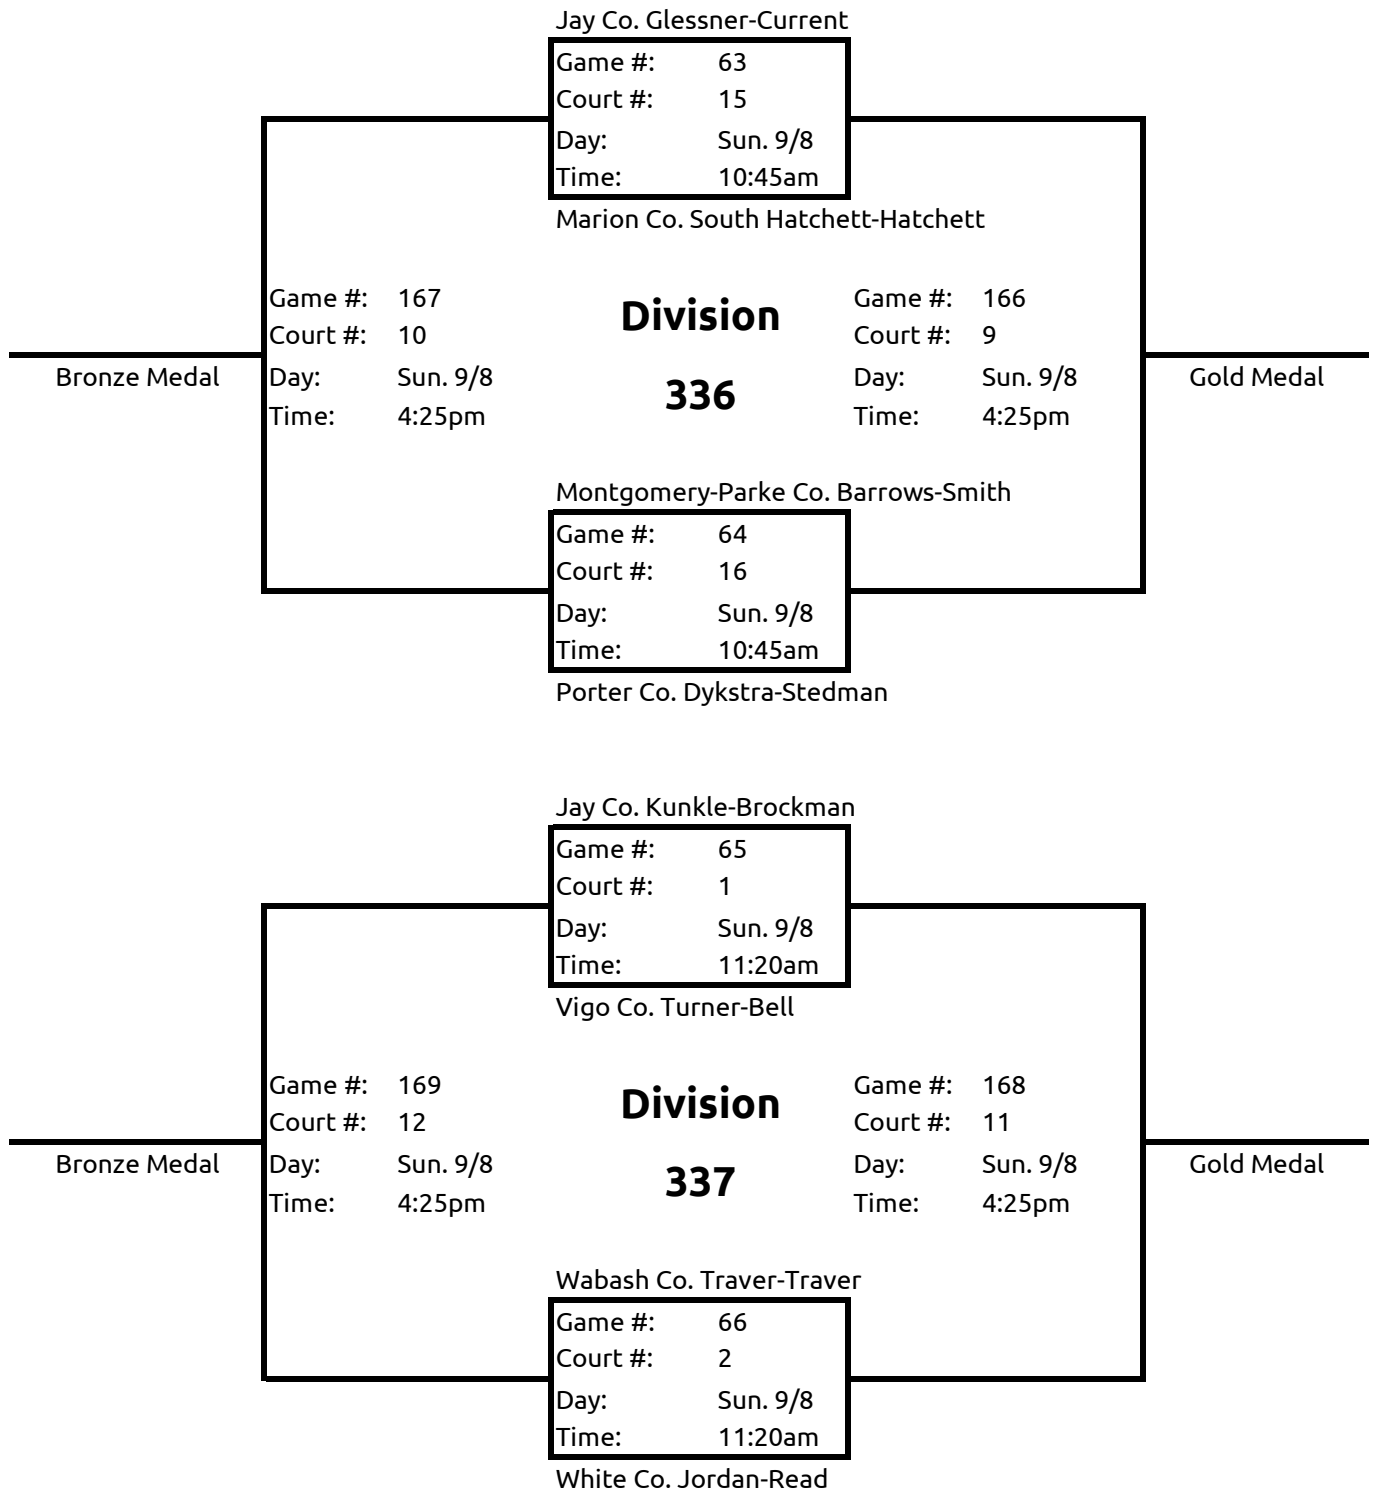 Jay Co. Glessner-Current
Game #: 63
Court #: 15
Day: Sun. 9/8
Time: 10:45am
Marion Co. South Hatchett-Hatchett
Game #: 167
Court #: 10
Day: Sun. 9/8
Time: 4:25pm
Bronze Medal
Division
336
Game #: 166
Court #: 9
Day: Sun. 9/8
Time: 4:25pm
Gold Medal
Montgomery-Parke Co. Barrows-Smith
Game #: 64
Court #: 16
Day: Sun. 9/8
Time: 10:45am
Porter Co. Dykstra-Stedman
Jay Co. Kunkle-Brockman
Game #: 65
Court #: 1
Day: Sun. 9/8
Time: 11:20am
Vigo Co. Turner-Bell
Game #: 169
Court #: 12
Day: Sun. 9/8
Time: 4:25pm
Bronze Medal
Division
337
Game #: 168
Court #: 11
Day: Sun. 9/8
Time: 4:25pm
Gold Medal
Wabash Co. Traver-Traver
Game #: 66
Court #: 2
Day: Sun. 9/8
Time: 11:20am
White Co. Jordan-Read